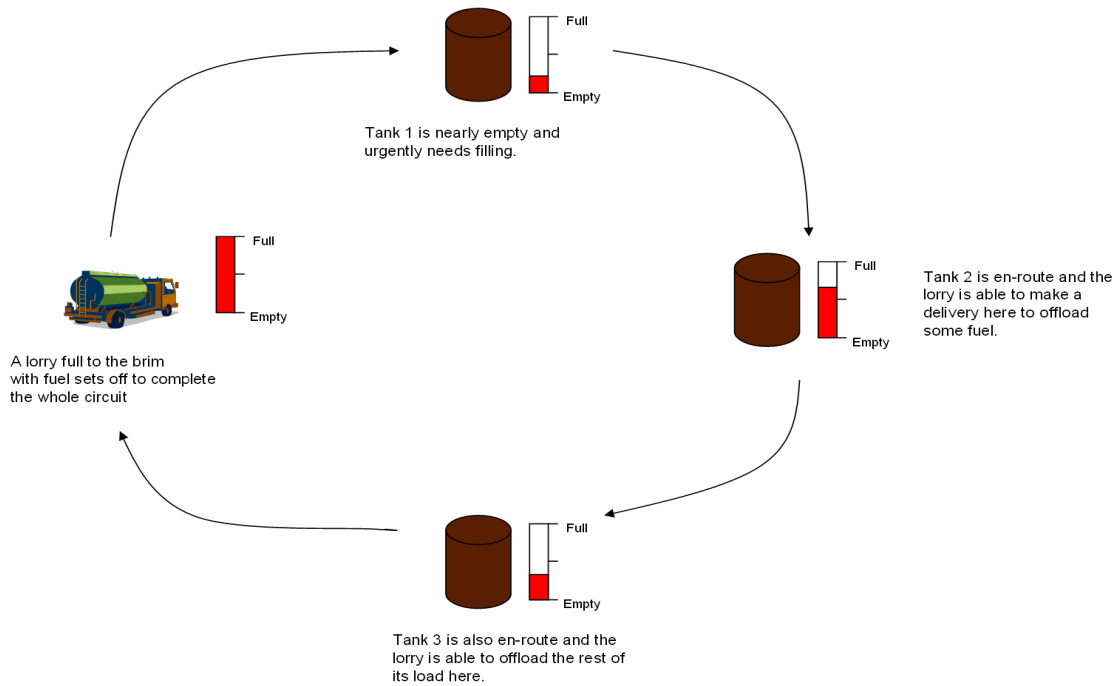 Full
Empty
Tank 1 is nearly empty and
urgently needs filling.
Full
Empty
A lorry full to the brim
with fuel sets off to complete
the whole circuit
Full
Empty
Tank 2 is en-route and the
lorry is able to make a
delivery here to offload
some fuel.
Full
Empty
Tank 3 is also en-route and the
lorry is able to offload the rest of
its load here.